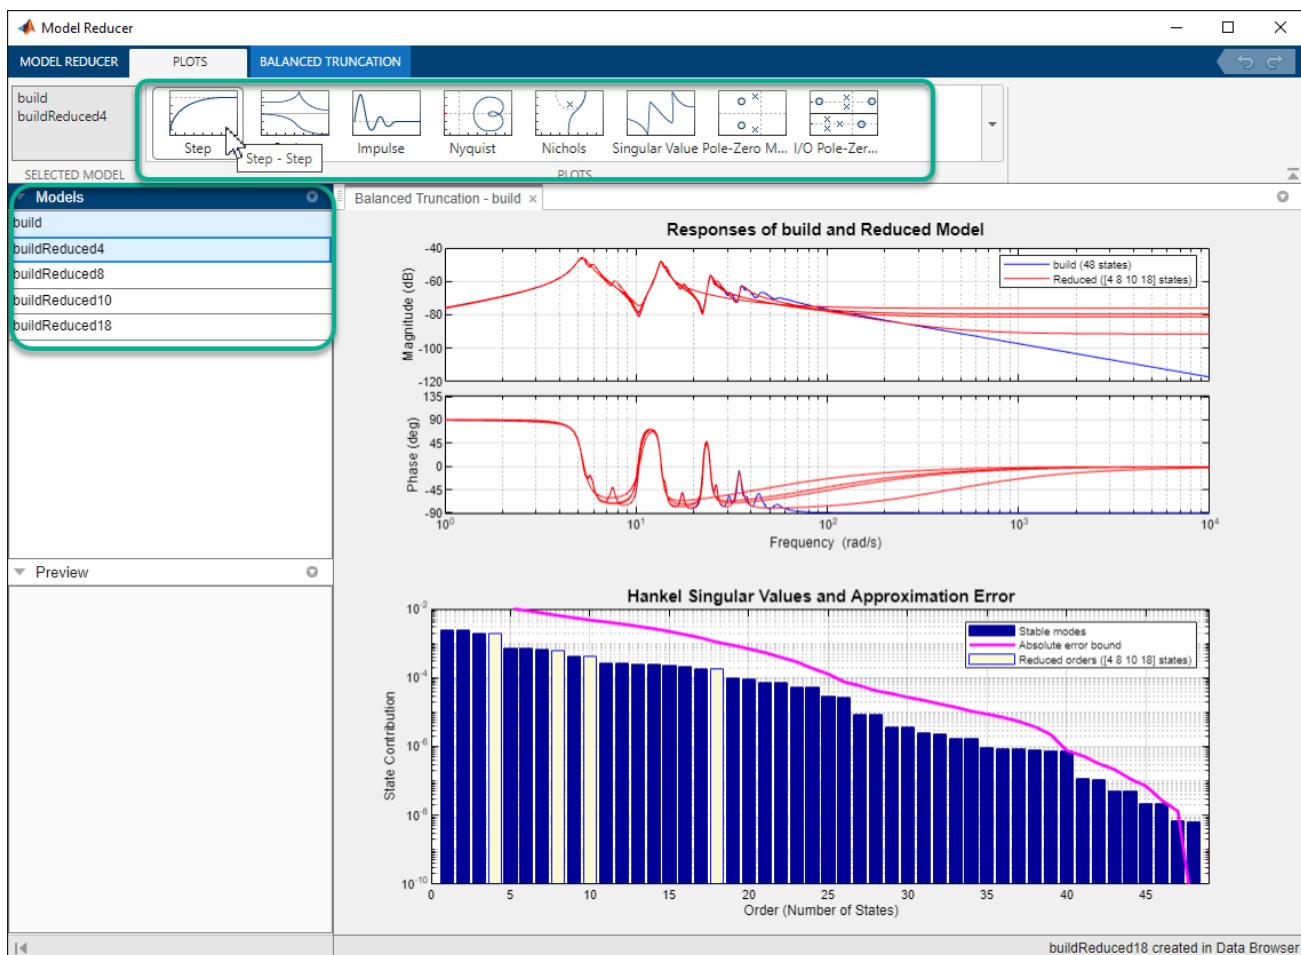 Model Reducer
MODEL REDUCER PLOTS BALANCED TRUNCATION
build
buildReduced4
Step Impulse Nyquist Nichols Singular Value Pole-Zero M... I/O Pole-Zer...
Step - Step
SELECTED MODEL PLOTS
Models
build
buildReduced4
buildReduced8
buildReduced10
buildReduced18
Preview
Balanced Truncation - build ×
Responses of build and Reduced Model
build (48 states)
Reduced ([4 8 10 18] states)
Magnitude (dB)
-40
-60
-80
-100
-120
Phase (deg)
135
90
45
0
-45
-90
10^0 10^1 10^2 10^3 10^4
Frequency (rad/s)
Hankel Singular Values and Approximation Error
Stable modes
Absolute error bound
Reduced orders ([4 8 10 18] states)
State Contribution
10^-2
10^-4
10^-6
10^-8
10^-10
0 5 10 15 20 25 30 35 40 45
Order (Number of States)
buildReduced18 created in Data Browser